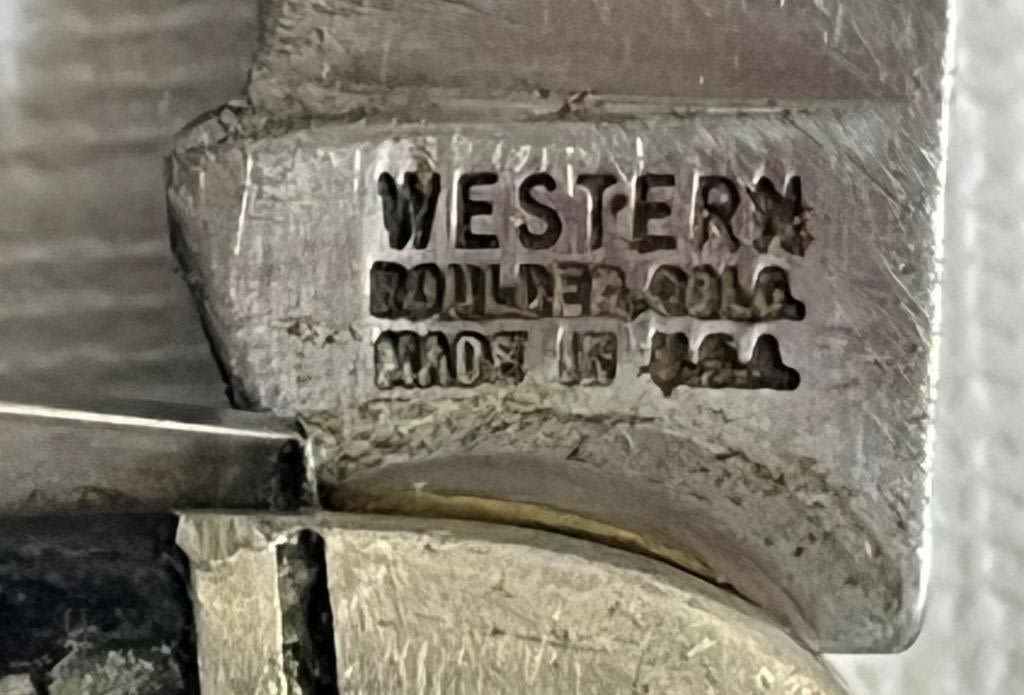 WESTERN
BOULDER, COLO.
MADE IN U.S.A.